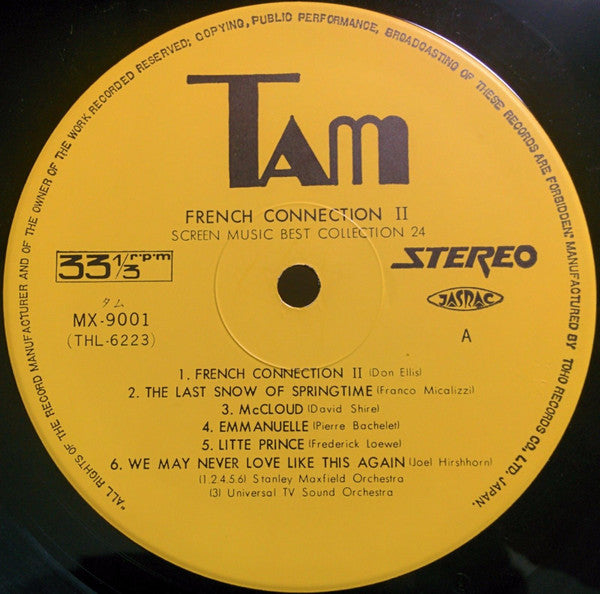 "ALL RIGHTS OF THE RECORD MANUFACTURER AND OF THE OWNER OF THE WORK RECORDED RESERVED; COPYING, PUBLIC PERFORMANCE, BROADCASTING OF THESE RECORDS ARE FORBIDDEN." MANUFACTURED BY TOHO RECORDS CO., LTD. JAPAN.
TAM
FRENCH CONNECTION II
SCREEN MUSIC BEST COLLECTION 24
33 1/3 r·p·m
STEREO
タム
MX-9001
(THL-6223)
JASRAC
A
1. FRENCH CONNECTION II (Don Ellis)
2. THE LAST SNOW OF SPRINGTIME (Franco Micalizzi)
3. McCLOUD (David Shire)
4. EMMANUELLE (Pierre Bachelet)
5. LITTE PRINCE (Frederick Loewe)
6. WE MAY NEVER LOVE LIKE THIS AGAIN (Joel Hirshhorn)
(1.2.4.5.6) Stanley Maxfield Orchestra
(3) Universal TV Sound Orchestra